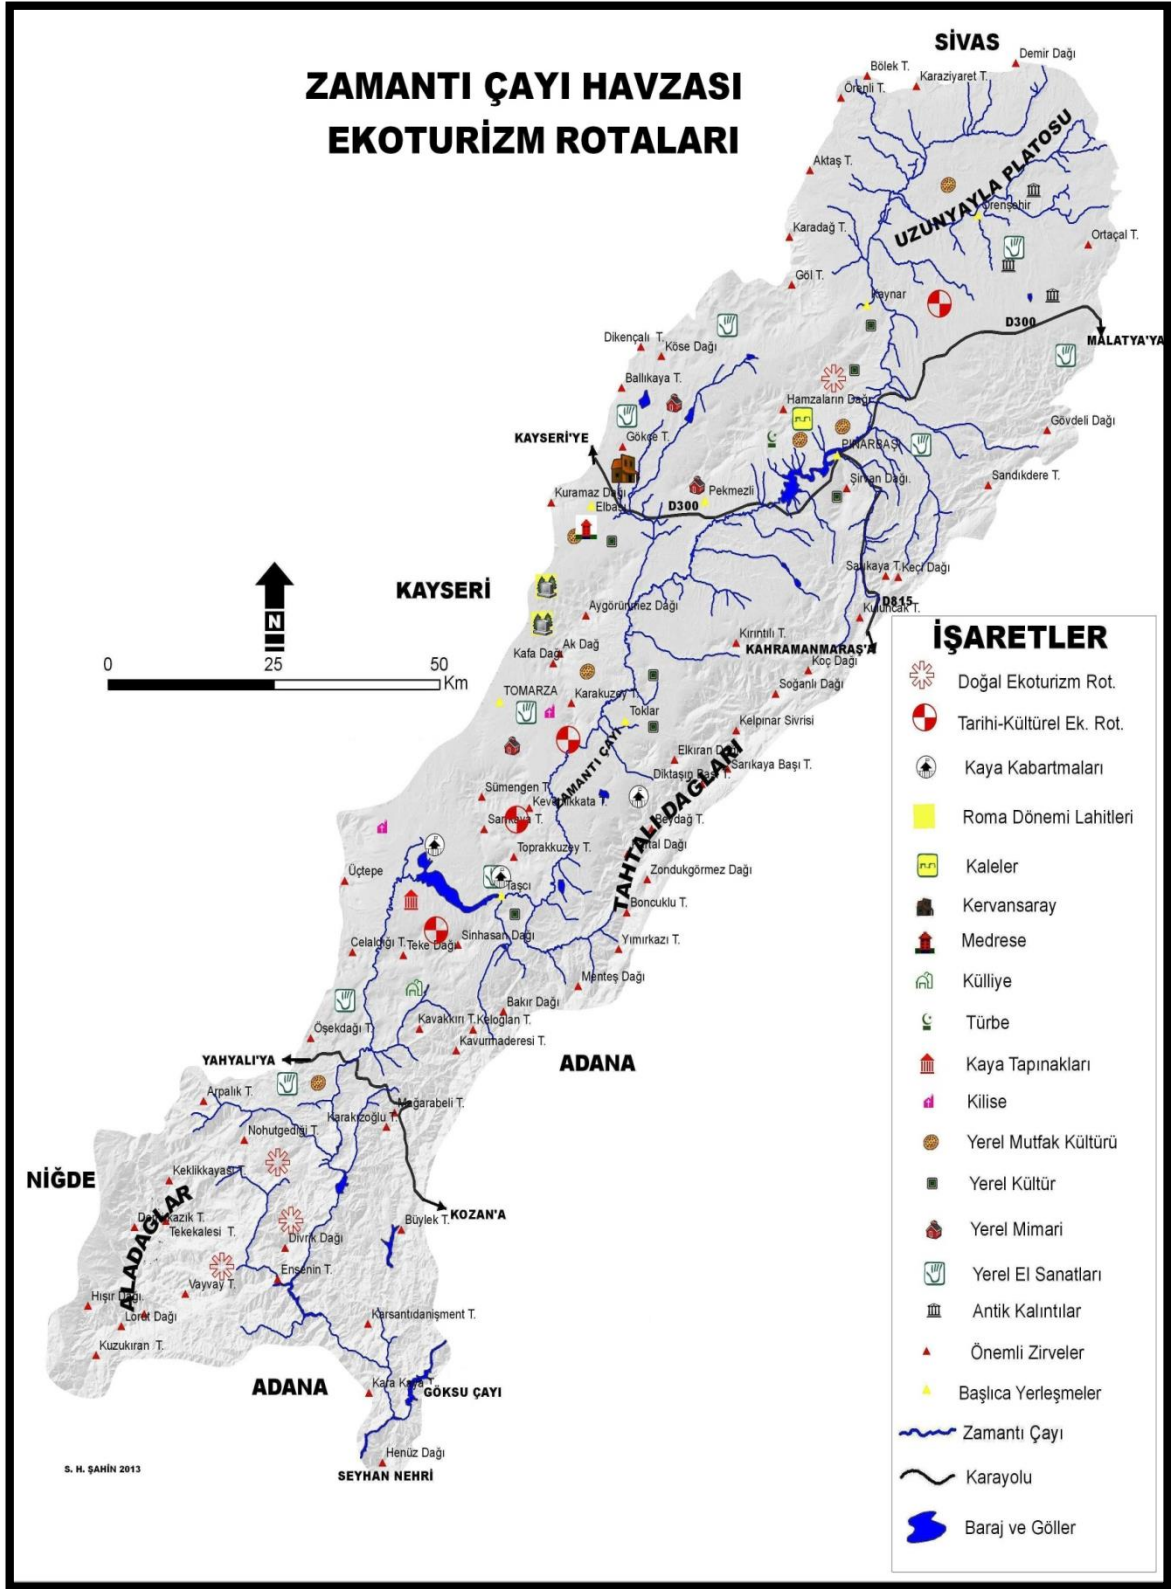 ZAMANTI ÇAYI HAVZASI
EKOTURİZM ROTALARI
SİVAS
Demir Dağı
Bölek T.
Karaziyaret T.
Örenli T.
UZUNYAYLA PLATOSU
Aktaş T.
Örenşehir
Karadağ T.
Ortaçal T.
Göl T.
Kaynar
D300
MALATYA'YA
Dikençalı T.
Köse Dağı
Ballıkaya T.
Hamzaların Dağı
Gövdeli Dağı
KAYSERİ'YE
Gökçe T.
PINARBAŞI
Sandıkdere T.
Şirvan Dağı
Kuramaz Dağı
Pekmezli
Elbaşı
D300
KAYSERİ
Sarıkaya T.
Keçi Dağı
D815
Aygörünmez Dağı
Kuluncak T.
Kırıntılı T.
KAHRAMANMARAŞ'A
Ak Dağ
Kafa Dağı
Koç Dağı
N
0
25
50
Km
Soğanlı Dağı
TOMARZA
Karakuzey T.
Toklar
Kelpınar Sivrisi
ZAMANTI ÇAYI
TAHTALI DAĞLARI
Elkıran Dağı
Sarıkaya Başı T.
Diktaşın Başı T.
Sümengen T.
Kevenlikkata T.
Sarıkaya T.
Beydağ T.
Toprakkuzey T.
Zondukgörmez Dağı
Üçtepe
Taşcı
Boncuklu T.
Sinhasan Dağı
Celaldığı T.
Teke Dağı
Yımırkazı T.
Menteş Dağı
Bakır Dağı
Öşekdağı T.
Kavakkırı T.
Keloğlan T.
Kavurmaderesi T.
ADANA
YAHYALI'YA
Arpalık T.
Mağarabeli T.
Karakızoğlu T.
Nohutgediği T.
NİĞDE
Keklikkayası T.
ALADAĞLAR
KOZAN'A
Demirkazık T.
Tekekalesi T.
Büylek T.
Divrik Dağı
Ensenin T.
Vayvay T.
Hışır Dağı
Lorut Dağı
Karsantıdanişment T.
Kuzukıran T.
ADANA
Kara Kaya T.
GÖKSU ÇAYI
Henüz Dağı
SEYHAN NEHRİ
S. H. ŞAHİN 2013
İŞARETLER
Doğal Ekoturizm Rot.
Tarihi-Kültürel Ek. Rot.
Kaya Kabartmaları
Roma Dönemi Lahitleri
Kaleler
Kervansaray
Medrese
Külliye
Türbe
Kaya Tapınakları
Kilise
Yerel Mutfak Kültürü
Yerel Kültür
Yerel Mimari
Yerel El Sanatları
Antik Kalıntılar
Önemli Zirveler
Başlıca Yerleşmeler
Zamantı Çayı
Karayolu
Baraj ve Göller